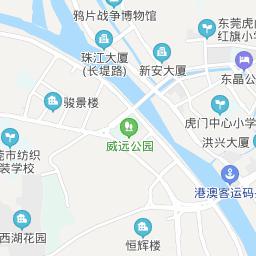 鸦片战争博物馆
东莞虎
红旗小学
珠江大厦
(长堤路)
新安大厦
东晶公
骏景楼
虎门中心小学
威远公园
洪兴大厦
莞市纺织
装学校
港澳客运码
西湖花园
恒辉楼